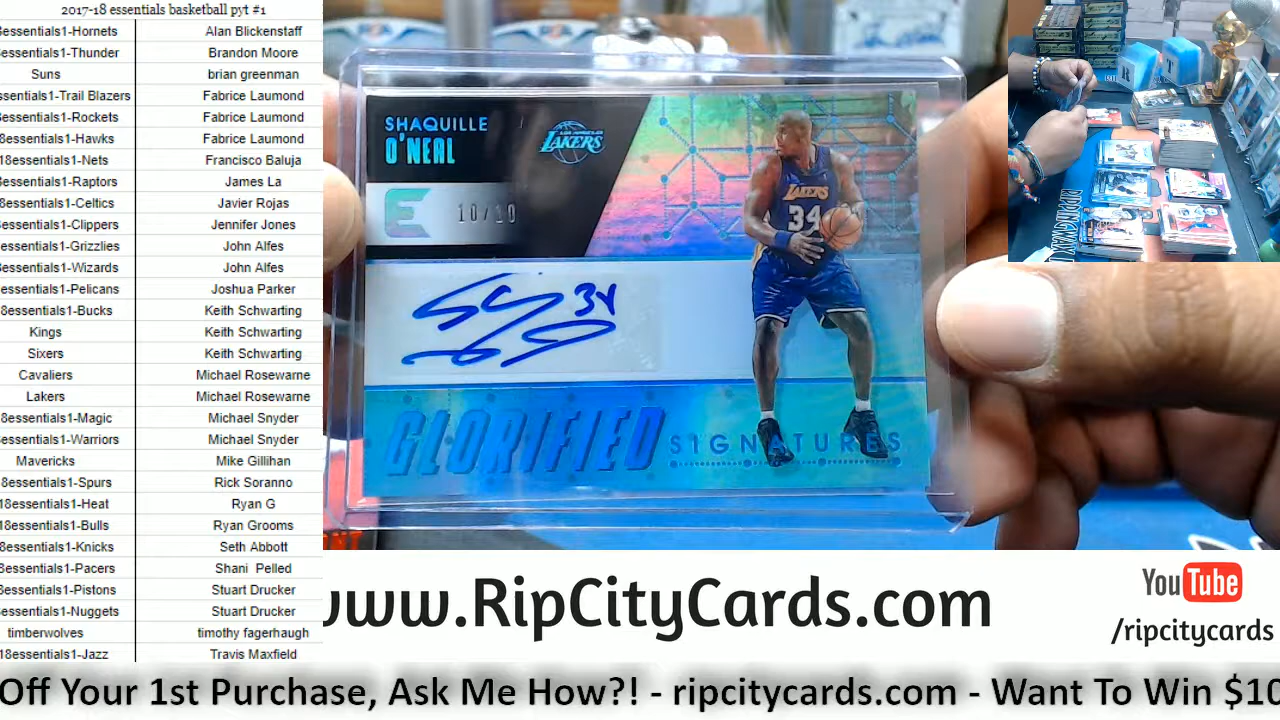 2017-18 essentials basketball pyt #1
8essentials1-Hornets Alan Blickenstaff
8essentials1-Thunder Brandon Moore
Suns brian greenman
ssentials1-Trail Blazers Fabrice Laumond
essentials1-Rockets Fabrice Laumond
8essentials1-Hawks Fabrice Laumond
18essentials1-Nets Francisco Baluja
essentials1-Raptors James La
8essentials1-Celtics Javier Rojas
essentials1-Clippers Jennifer Jones
essentials1-Grizzlies John Alfes
essentials1-Wizards John Alfes
essentials1-Pelicans Joshua Parker
8essentials1-Bucks Keith Schwarting
Kings Keith Schwarting
Sixers Keith Schwarting
Cavaliers Michael Rosewarne
Lakers Michael Rosewarne
8essentials1-Magic Michael Snyder
essentials1-Warriors Michael Snyder
Mavericks Mike Gillihan
8essentials1-Spurs Rick Soranno
18essentials1-Heat Ryan G
18essentials1-Bulls Ryan Grooms
8essentials1-Knicks Seth Abbott
8essentials1-Pacers Shani Pelled
8essentials1-Pistons Stuart Drucker
essentials1-Nuggets Stuart Drucker
timberwolves timothy fagerhaugh
18essentials1-Jazz Travis Maxfield
SHAQUILLE
O'NEAL
LOS ANGELES
LAKERS
E
10/10
LAKERS
34
34
GLORIFIED SIGNATURES
R T
www.RipCityCards.com
YouTube
/ripcitycards
Off Your 1st Purchase, Ask Me How?! - ripcitycards.com - Want To Win $10